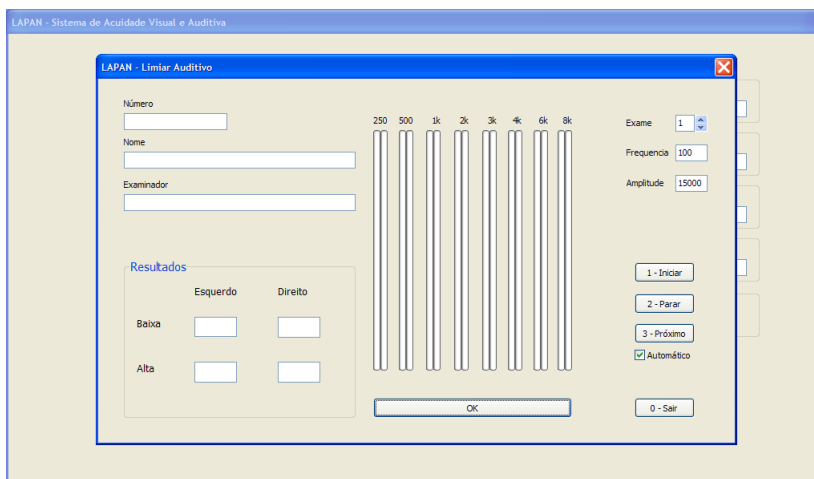 LAPAN - Sistema de Acuidade Visual e Auditiva
LAPAN - Limiar Auditivo
Número
Nome
Examinador
250 500 1k 2k 3k 4k 6k 8k
Exame 1
Frequencia 100
Amplitude 15000
Resultados
Esquerdo Direito
Baixa
Alta
1 - Iniciar
2 - Parar
3 - Próximo
Automático
OK
0 - Sair